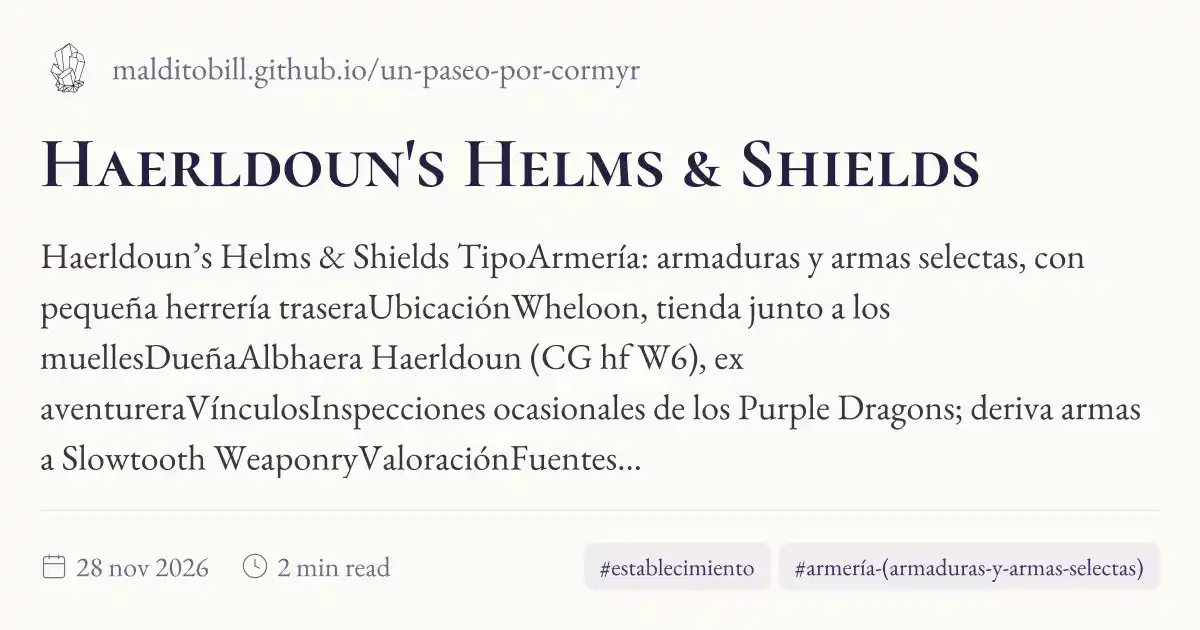 malditobill.github.io/un-paseo-por-cormyr
Haerldoun's Helms & Shields
Haerldoun’s Helms & Shields TipoArmería: armaduras y armas selectas, con
pequeña herrería traseraUbicaciónWheloon, tienda junto a los
muellesDueñaAlbhaera Haerldoun (CG hf W6), ex
aventureraVínculosInspecciones ocasionales de los Purple Dragons; deriva armas
a Slowtooth WeaponryValoraciónFuentes...
28 nov 2026
2 min read
#establecimiento
#armería-(armaduras-y-armas-selectas)